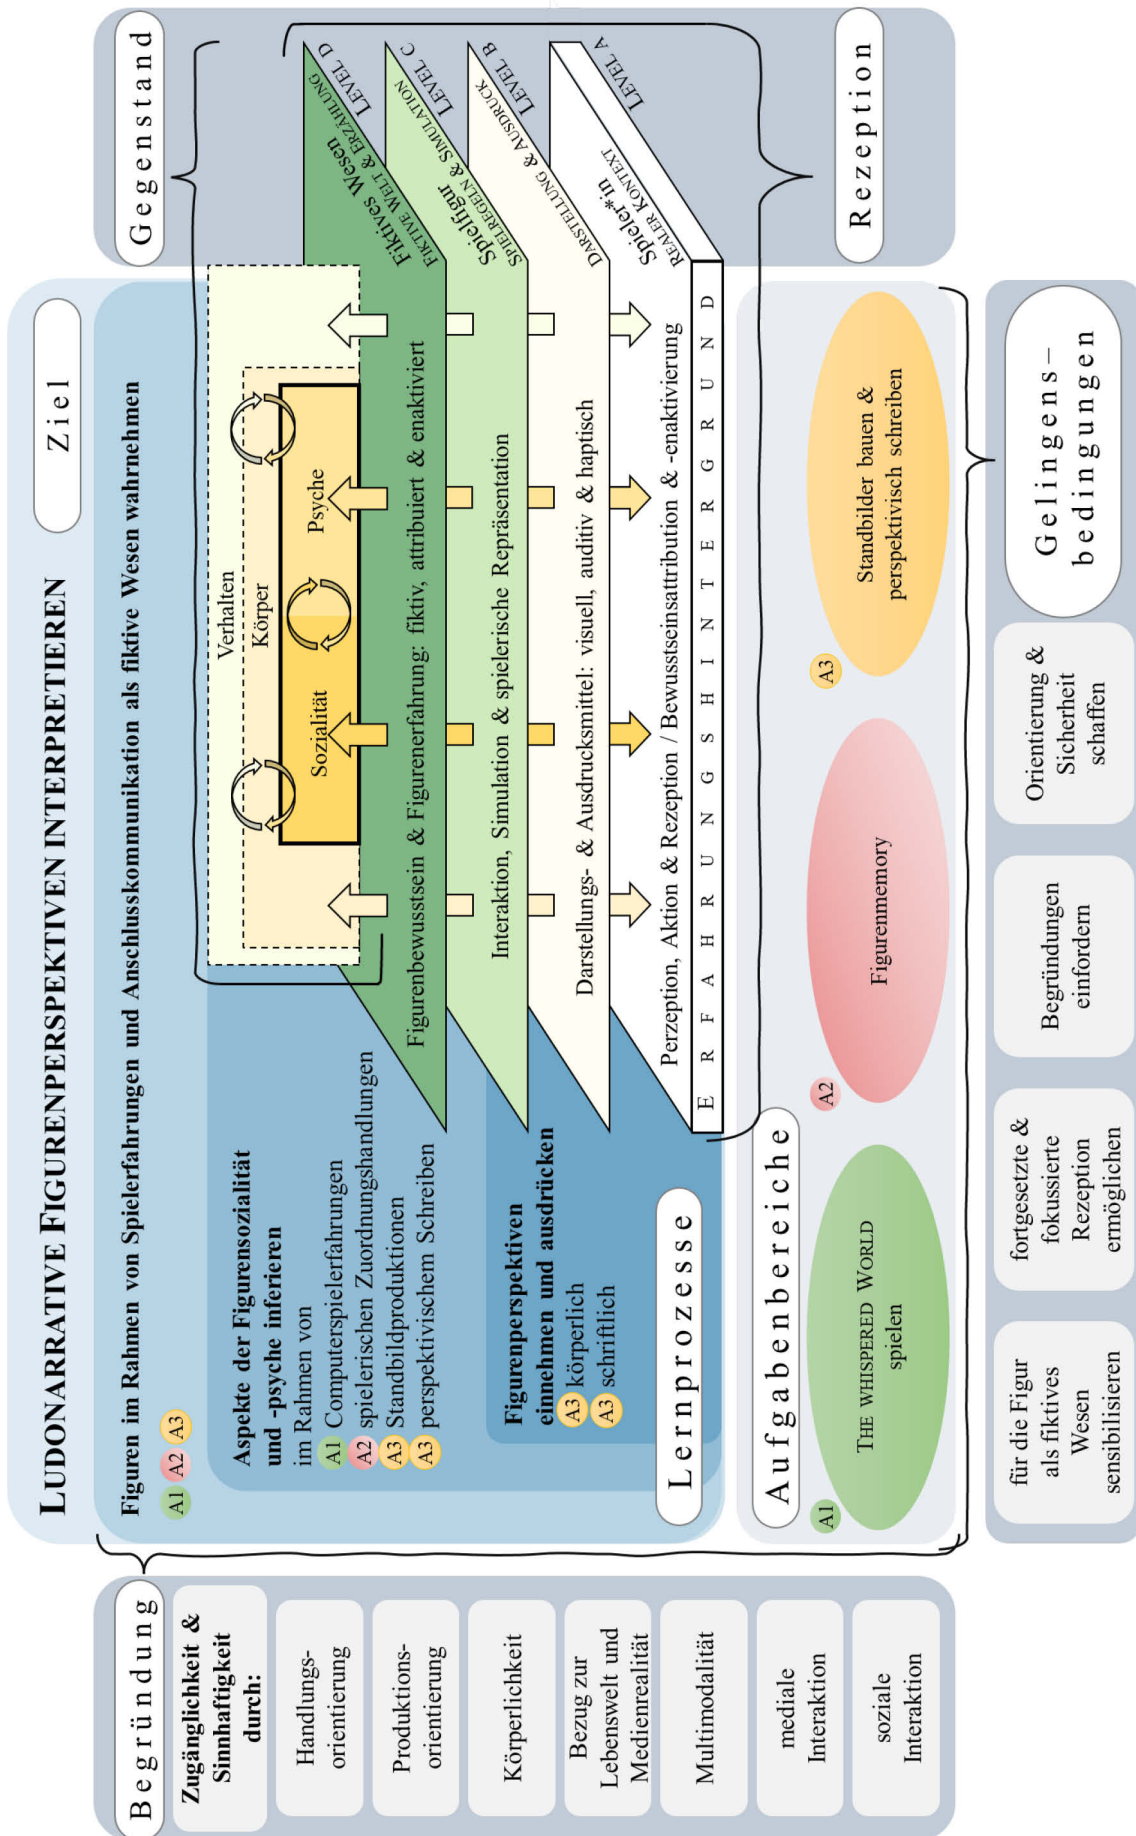 LUDONARRATIVE FIGURENPERSPEKTIVEN INTERPRETIEREN
Ziel
Figuren im Rahmen von Spielerfahrungen und Anschlusskommunikation als fiktive Wesen wahrnehmen
A1 A2 A3
Begründung
Zugänglichkeit &
Sinnhaftigkeit
durch:
Handlungs-
orientierung
Produktions-
orientierung
Körperlichkeit
Bezug zur
Lebenswelt und
Medienrealität
Multimodalität
mediale
Interaktion
soziale
Interaktion
Aspekte der Figurensozialität
und -psyche inferieren
im Rahmen von
A1 Computerspielerfahrungen
A2 spielerischen Zuordnungshandlungen
A3 Standbildproduktionen
A3 perspektivischem Schreiben
Figurenperspektiven
einnehmen und ausdrücken
A3 körperlich
A3 schriftlich
Lernprozesse
Verhalten
Körper
Sozialität
Psyche
Figurenbewusstsein & Figurenerfahrung: fiktiv, attribuiert & enaktiviert
Interaktion, Simulation & spielerische Repräsentation
Darstellungs- & Ausdrucksmittel: visuell, auditiv & haptisch
Perzeption, Aktion & Rezeption / Bewusstseinsattribution & -enaktivierung
ERFAHRUNGSHINTERGRUND
Gegenstand
Fiktives Wesen
FIKTIVE WELT & ERZÄHLUNG
LEVEL D
Spielfigur
SPIELREGELN & SIMULATION
LEVEL C
DARSTELLUNG & AUSDRUCK
LEVEL B
Spieler*in
REALER KONTEXT
LEVEL A
Rezeption
Aufgabenbereiche
A1
THE WHISPERED WORLD
spielen
A2
Figurenmemory
A3
Standbilder bauen &
perspektivisch schreiben
für die Figur
als fiktives
Wesen
sensibilisieren
fortgesetzte &
fokussierte
Rezeption
ermöglichen
Begründungen
einfordern
Orientierung &
Sicherheit
schaffen
Gelingens–
bedingungen